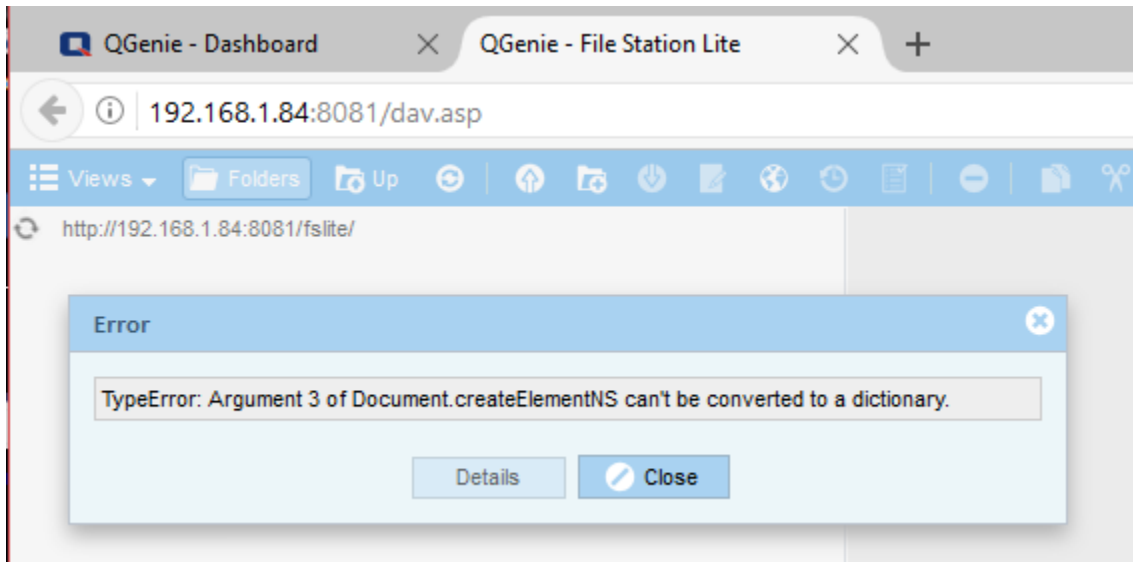 QGenie - Dashboard
QGenie - File Station Lite
192.168.1.84:8081/dav.asp
Views Folders Up
http://192.168.1.84:8081/fslite/
Error
TypeError: Argument 3 of Document.createElementNS can't be converted to a dictionary.
Details Close